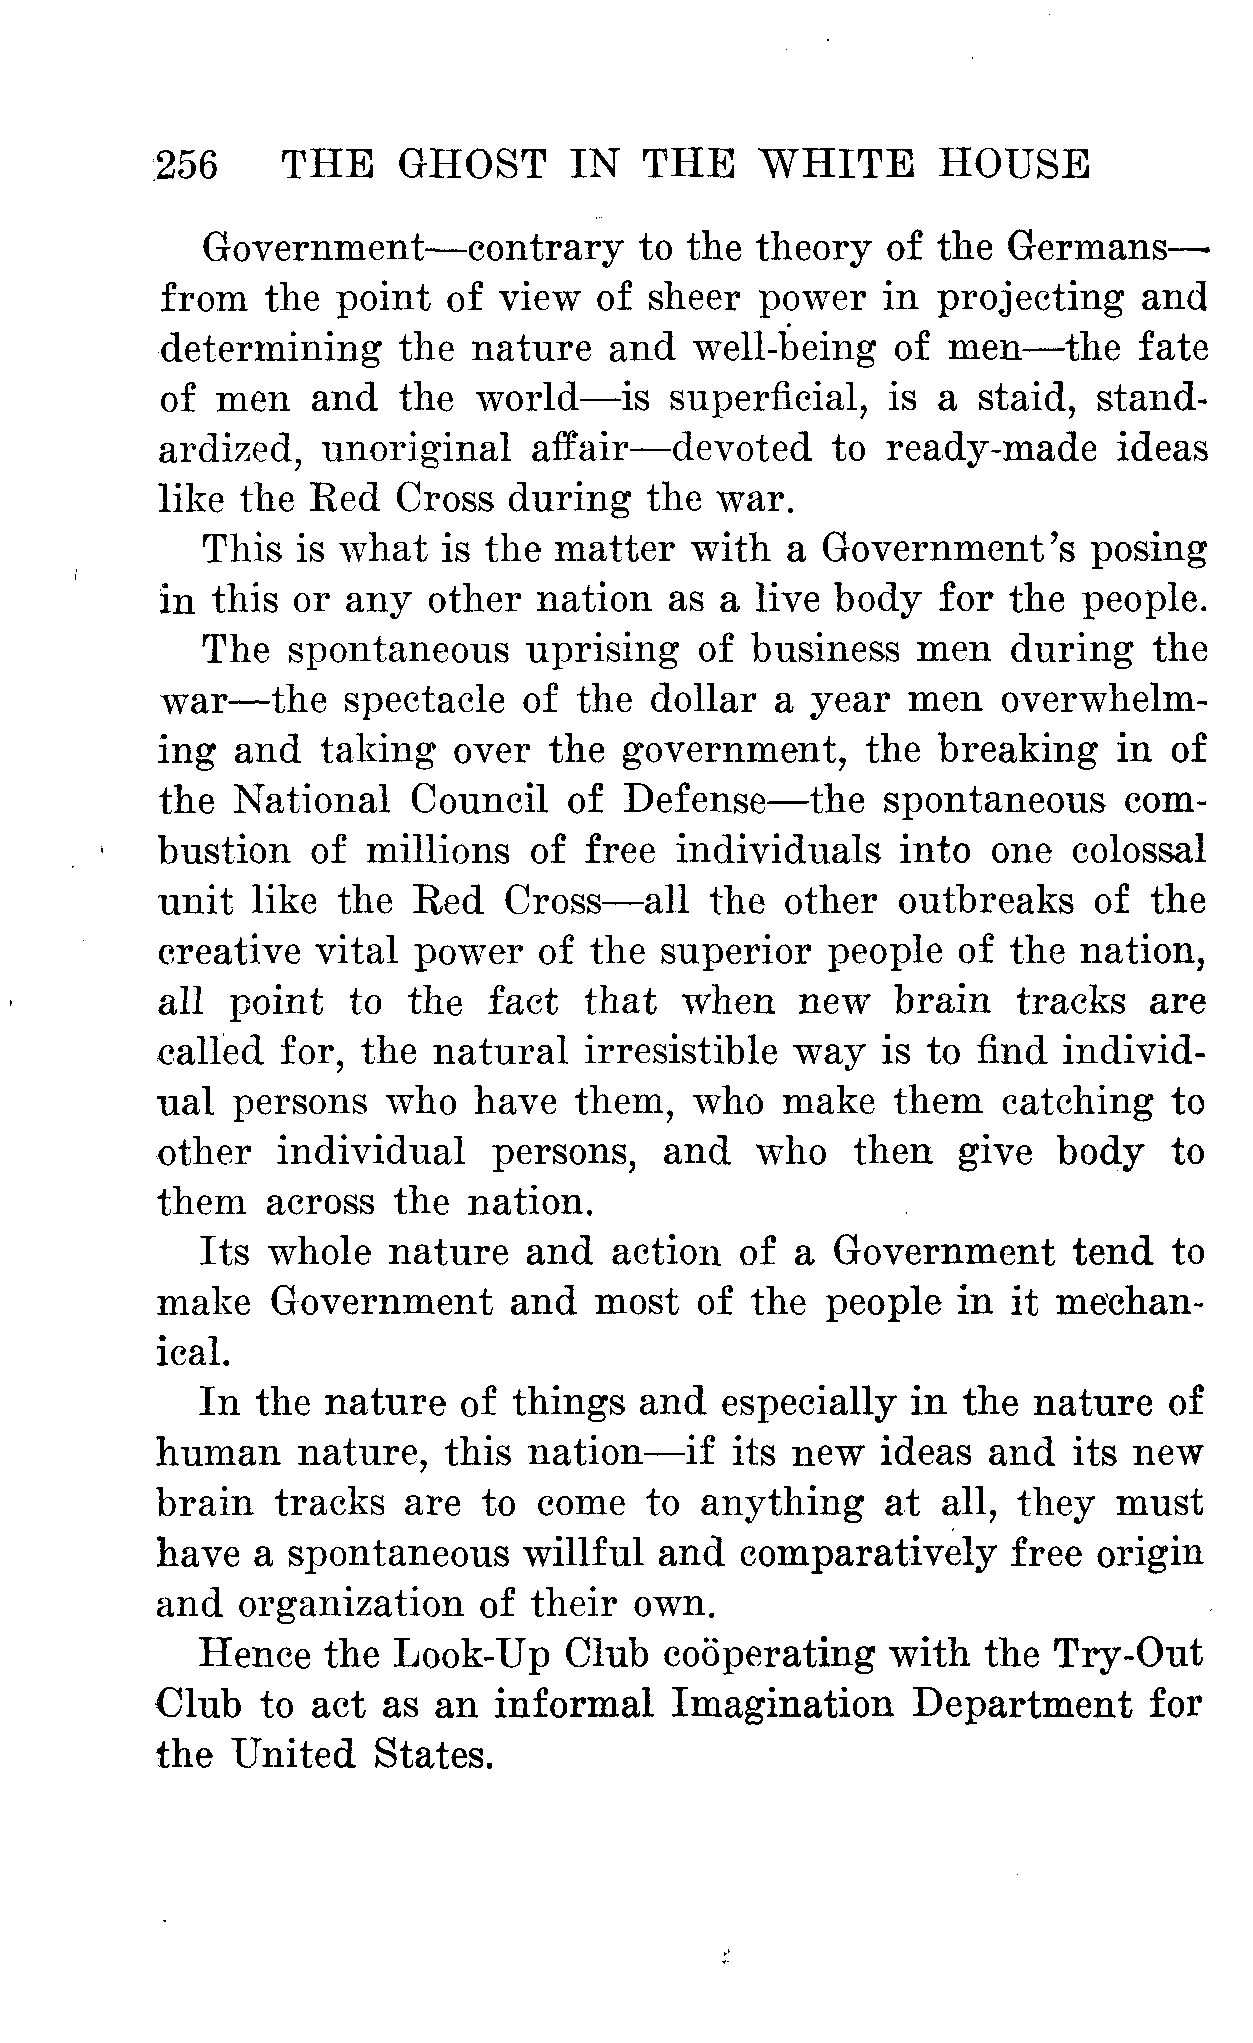 256 THE GHOST IN THE WHITE HOUSE
Government—contrary to the theory of the Germans—
from the point of view of sheer power in projecting and
determining the nature and well-being of men—the fate
of men and the world—is superficial, is a staid, stand-
ardized, unoriginal affair—devoted to ready-made ideas
like the Red Cross during the war.
This is what is the matter with a Government's posing
in this or any other nation as a live body for the people.
The spontaneous uprising of business men during the
war—the spectacle of the dollar a year men overwhelm-
ing and taking over the government, the breaking in of
the National Council of Defense—the spontaneous com-
bustion of millions of free individuals into one colossal
unit like the Red Cross—all the other outbreaks of the
creative vital power of the superior people of the nation,
all point to the fact that when new brain tracks are
called for, the natural irresistible way is to find individ-
ual persons who have them, who make them catching to
other individual persons, and who then give body to
them across the nation.
Its whole nature and action of a Government tend to
make Government and most of the people in it mechan-
ical.
In the nature of things and especially in the nature of
human nature, this nation—if its new ideas and its new
brain tracks are to come to anything at all, they must
have a spontaneous willful and comparatively free origin
and organization of their own.
Hence the Look-Up Club coöperating with the Try-Out
Club to act as an informal Imagination Department for
the United States.